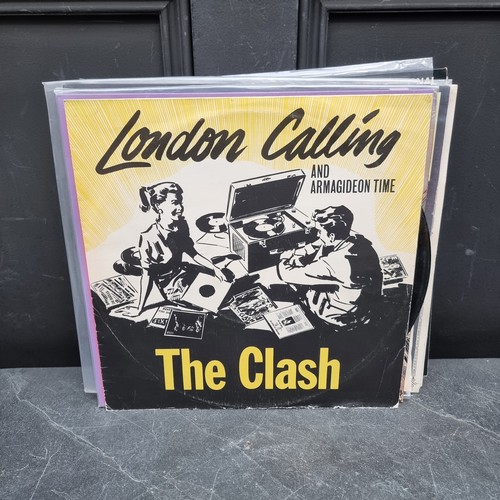 London Calling
AND
ARMAGIDEON TIME
The Clash